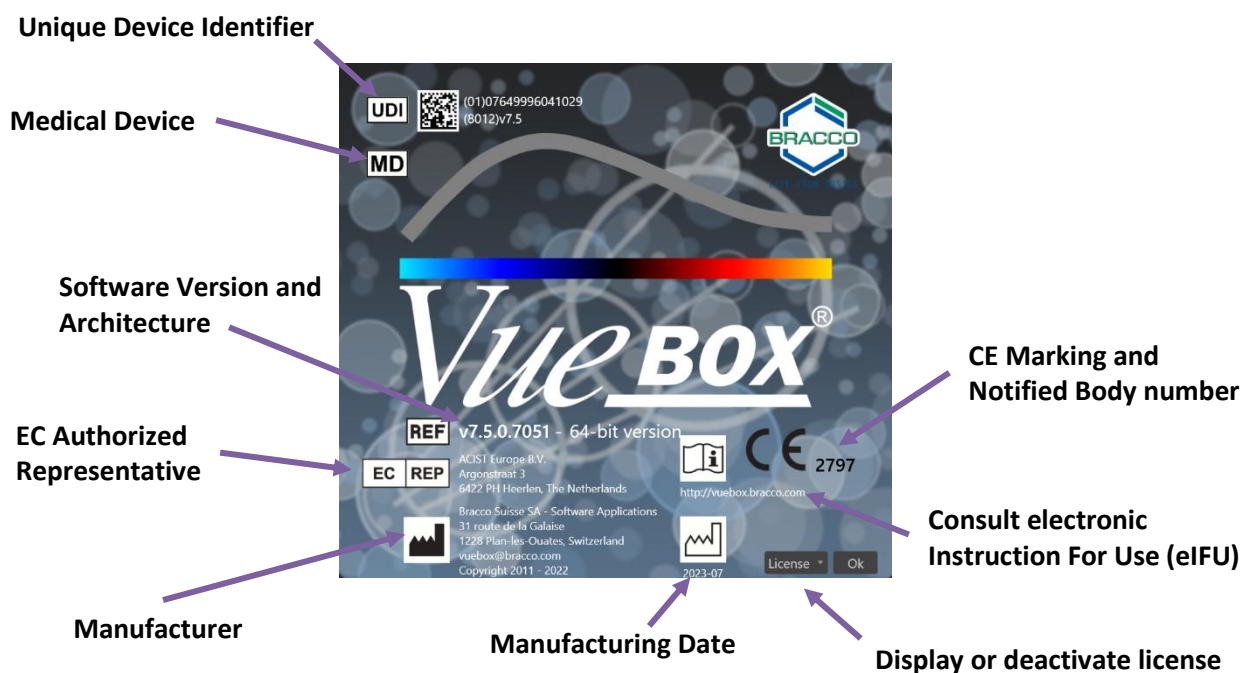 Unique Device Identifier
Medical Device
UDI
(01)07649996041029
(8012)v7.5
MD
BRACCO
LIFE FROM INSIDE
Software Version and
Architecture
VueBOX®
CE Marking and
Notified Body number
EC Authorized
Representative
REF
v7.5.0.7051 - 64-bit version
EC REP
ACIST Europe B.V.
Argonstraat 3
6422 PH Heerlen, The Netherlands
i
CE 2797
http://vuebox.bracco.com
Bracco Suisse SA - Software Applications
31 route de la Galaise
1228 Plan-les-Ouates, Switzerland
vuebox@bracco.com
Copyright 2011 - 2022
2023-07
License
Ok
Consult electronic
Instruction For Use (eIFU)
Manufacturer
Manufacturing Date
Display or deactivate license